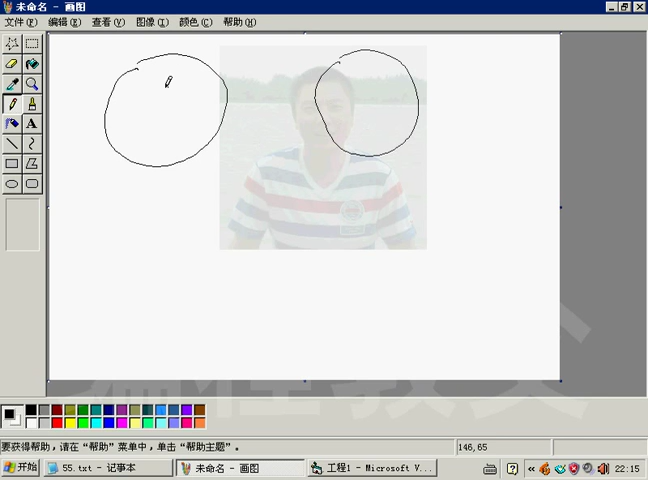 未命名 - 画图
文件(F) 编辑(E) 查看(V) 图像(I) 颜色(C) 帮助(H)
A
要获得帮助，请在“帮助”菜单中，单击“帮助主题”。
146,65
开始
55.txt - 记事本
未命名 - 画图
工程1 - Microsoft V...
22:15